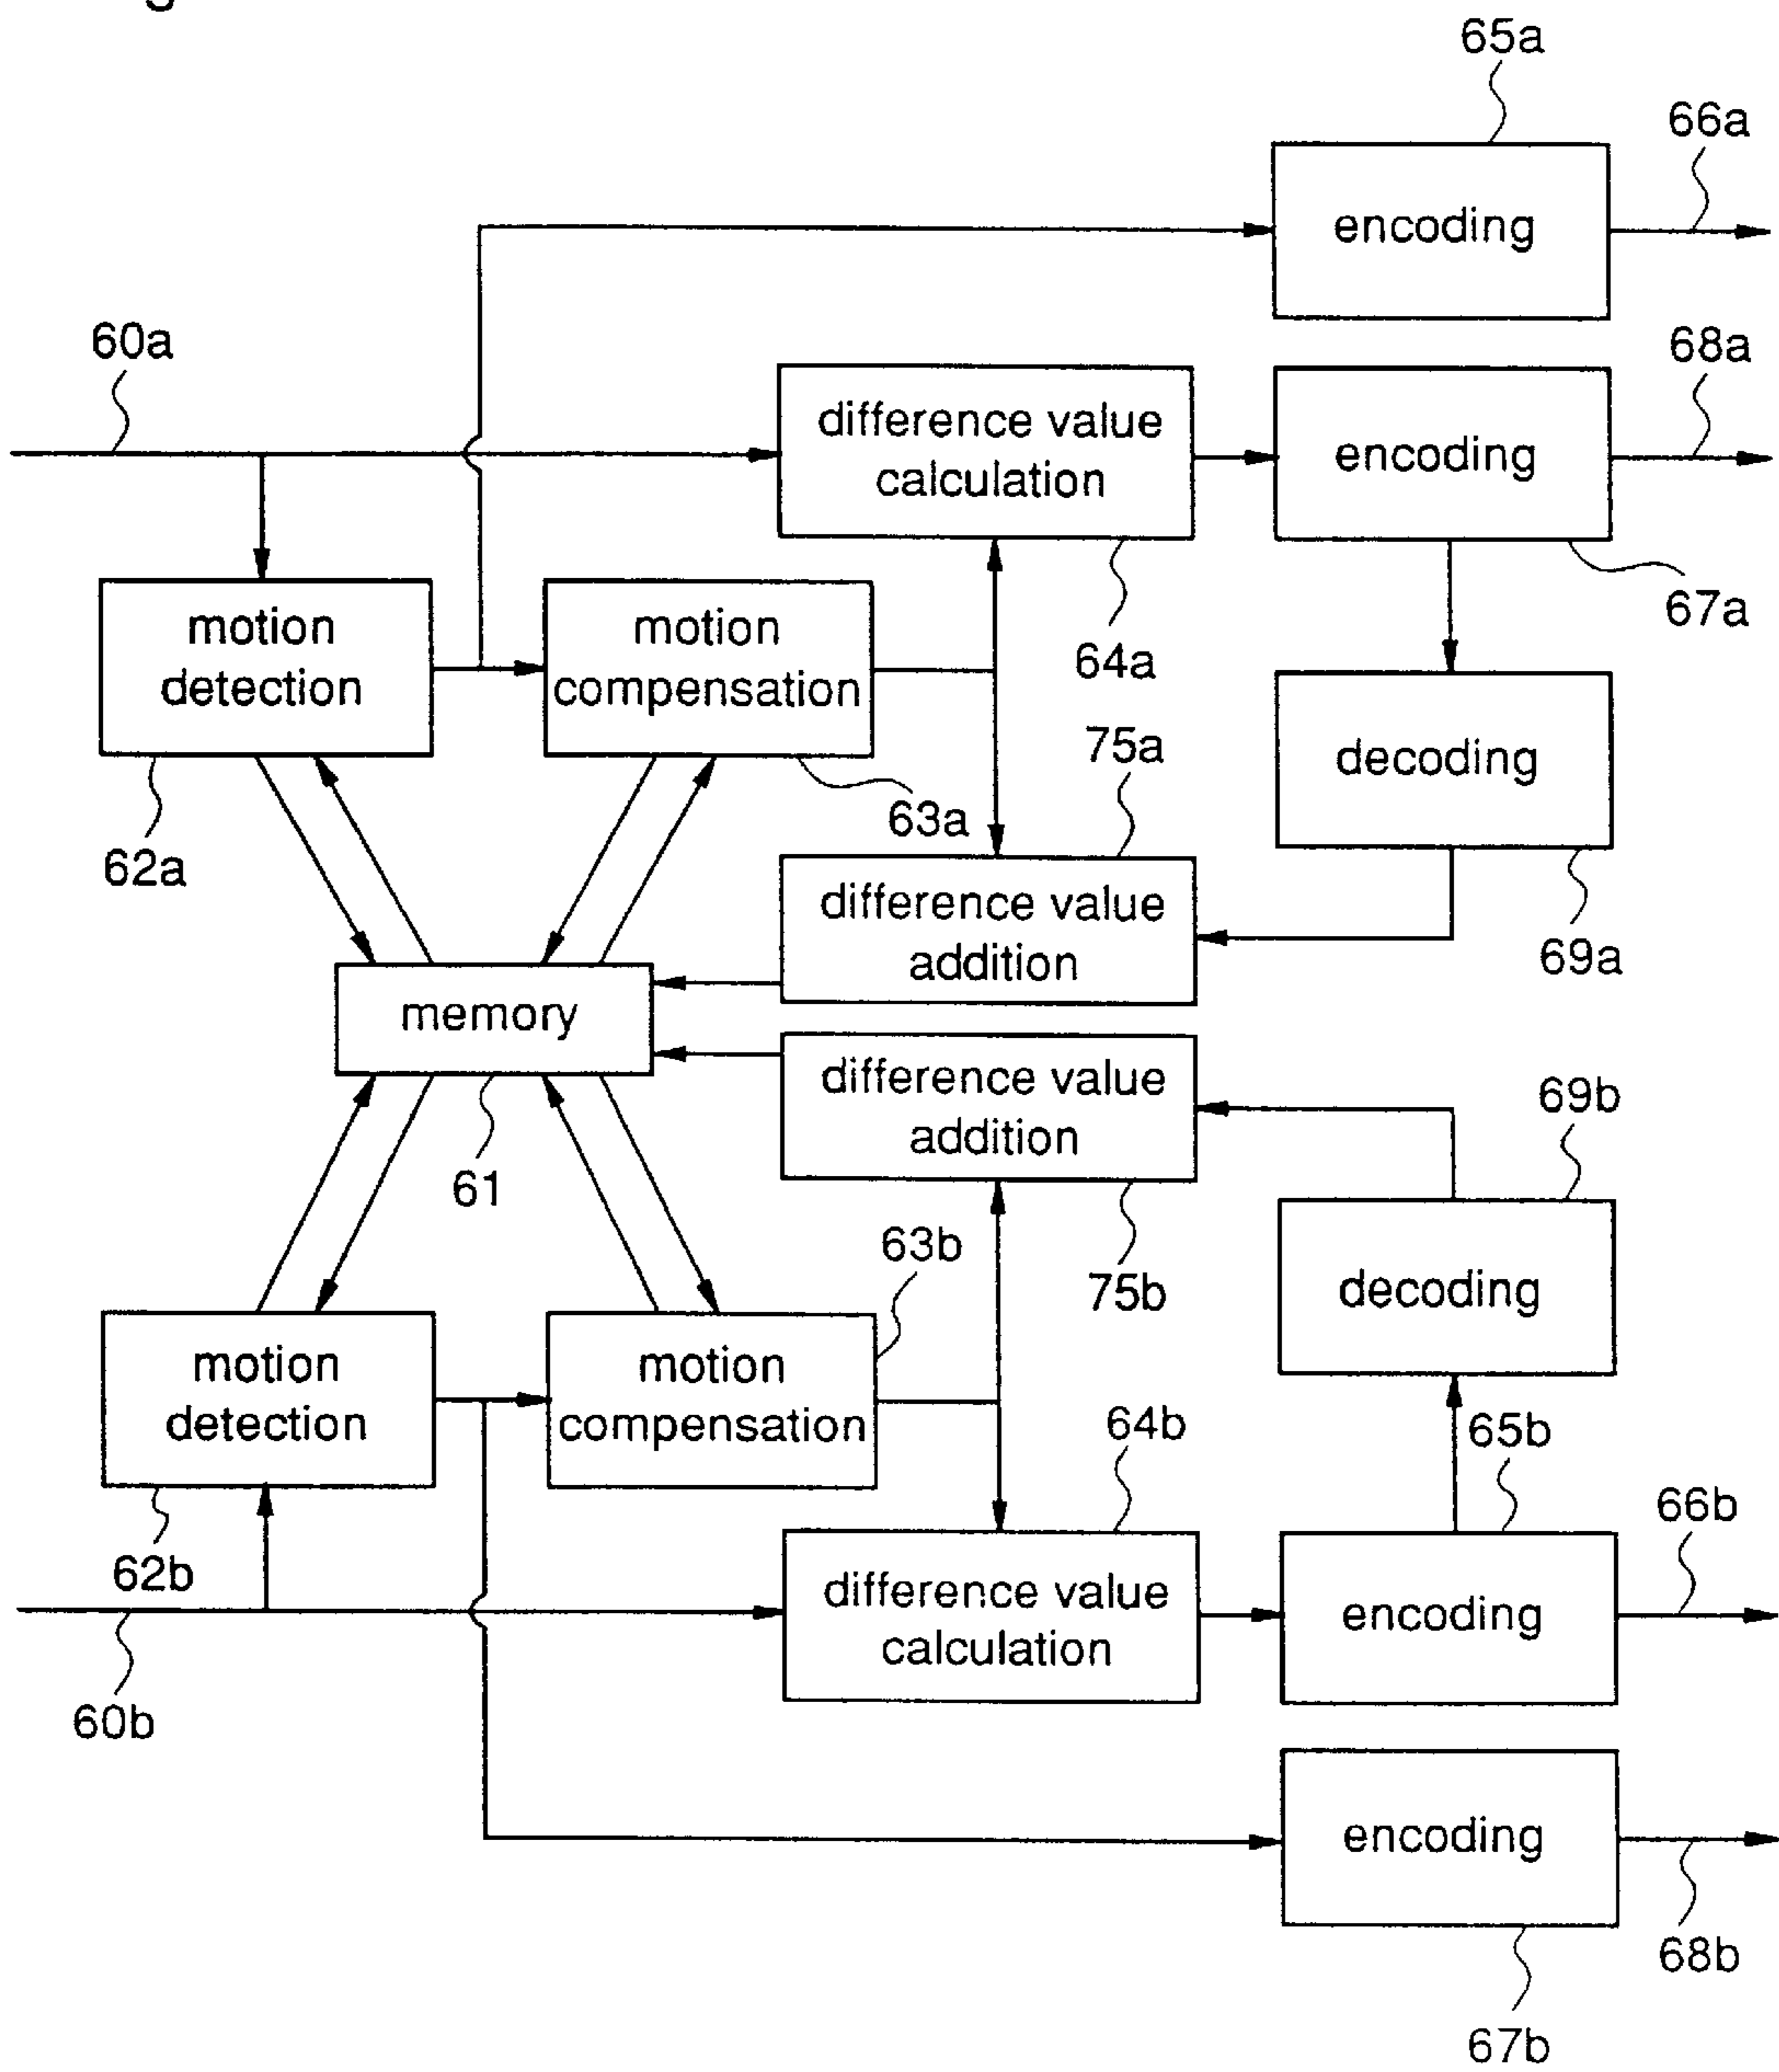 65a
66a
encoding
60a
68a
difference value
calculation
encoding
motion
detection
motion
compensation
64a
67a
75a
decoding
63a
62a
difference value
addition
69a
memory
difference value
addition
69b
61
63b
75b
decoding
motion
detection
motion
compensation
64b
65b
66b
62b
difference value
calculation
encoding
60b
encoding
68b
67b